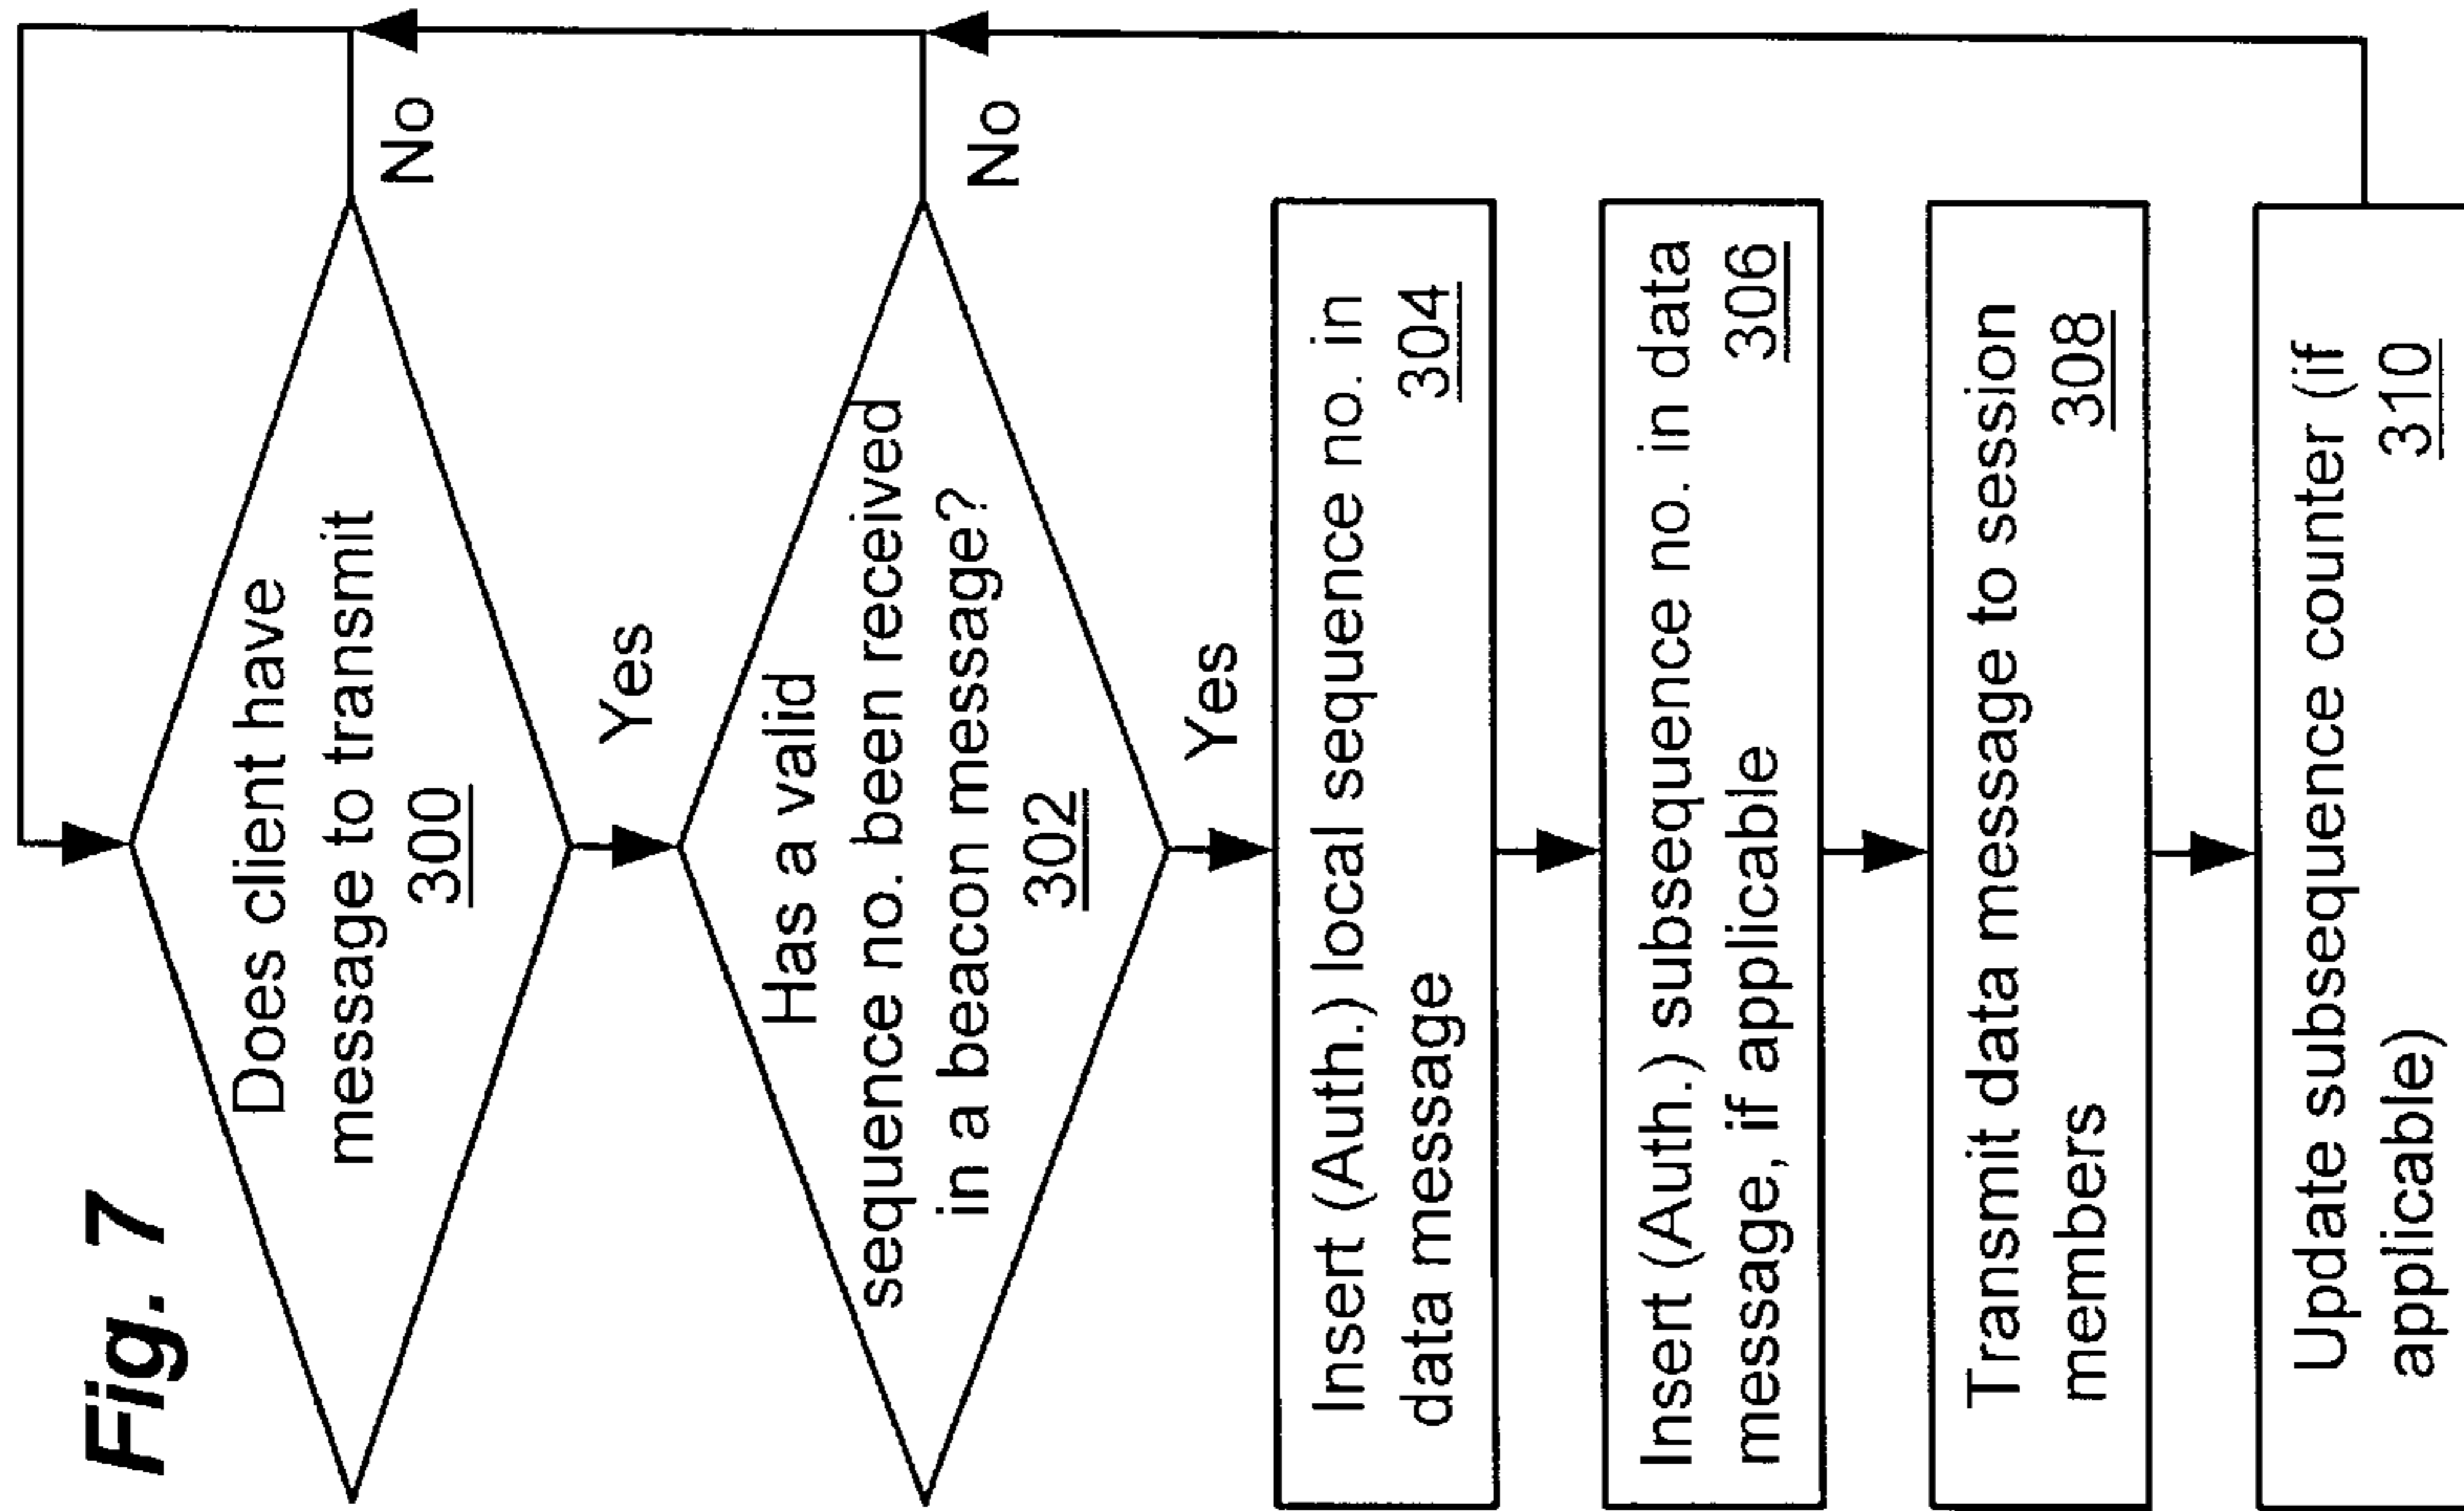 Fig. 7
Does client have
message to transmit
300
No
Yes
Has a valid
sequence no. been received
in a beacon message?
302
No
Yes
Insert (Auth.) local sequence no. in
data message 304
Insert (Auth.) subsequence no. in data
message, if applicable 306
Transmit data message to session
members 308
Update subsequence counter (if
applicable) 310